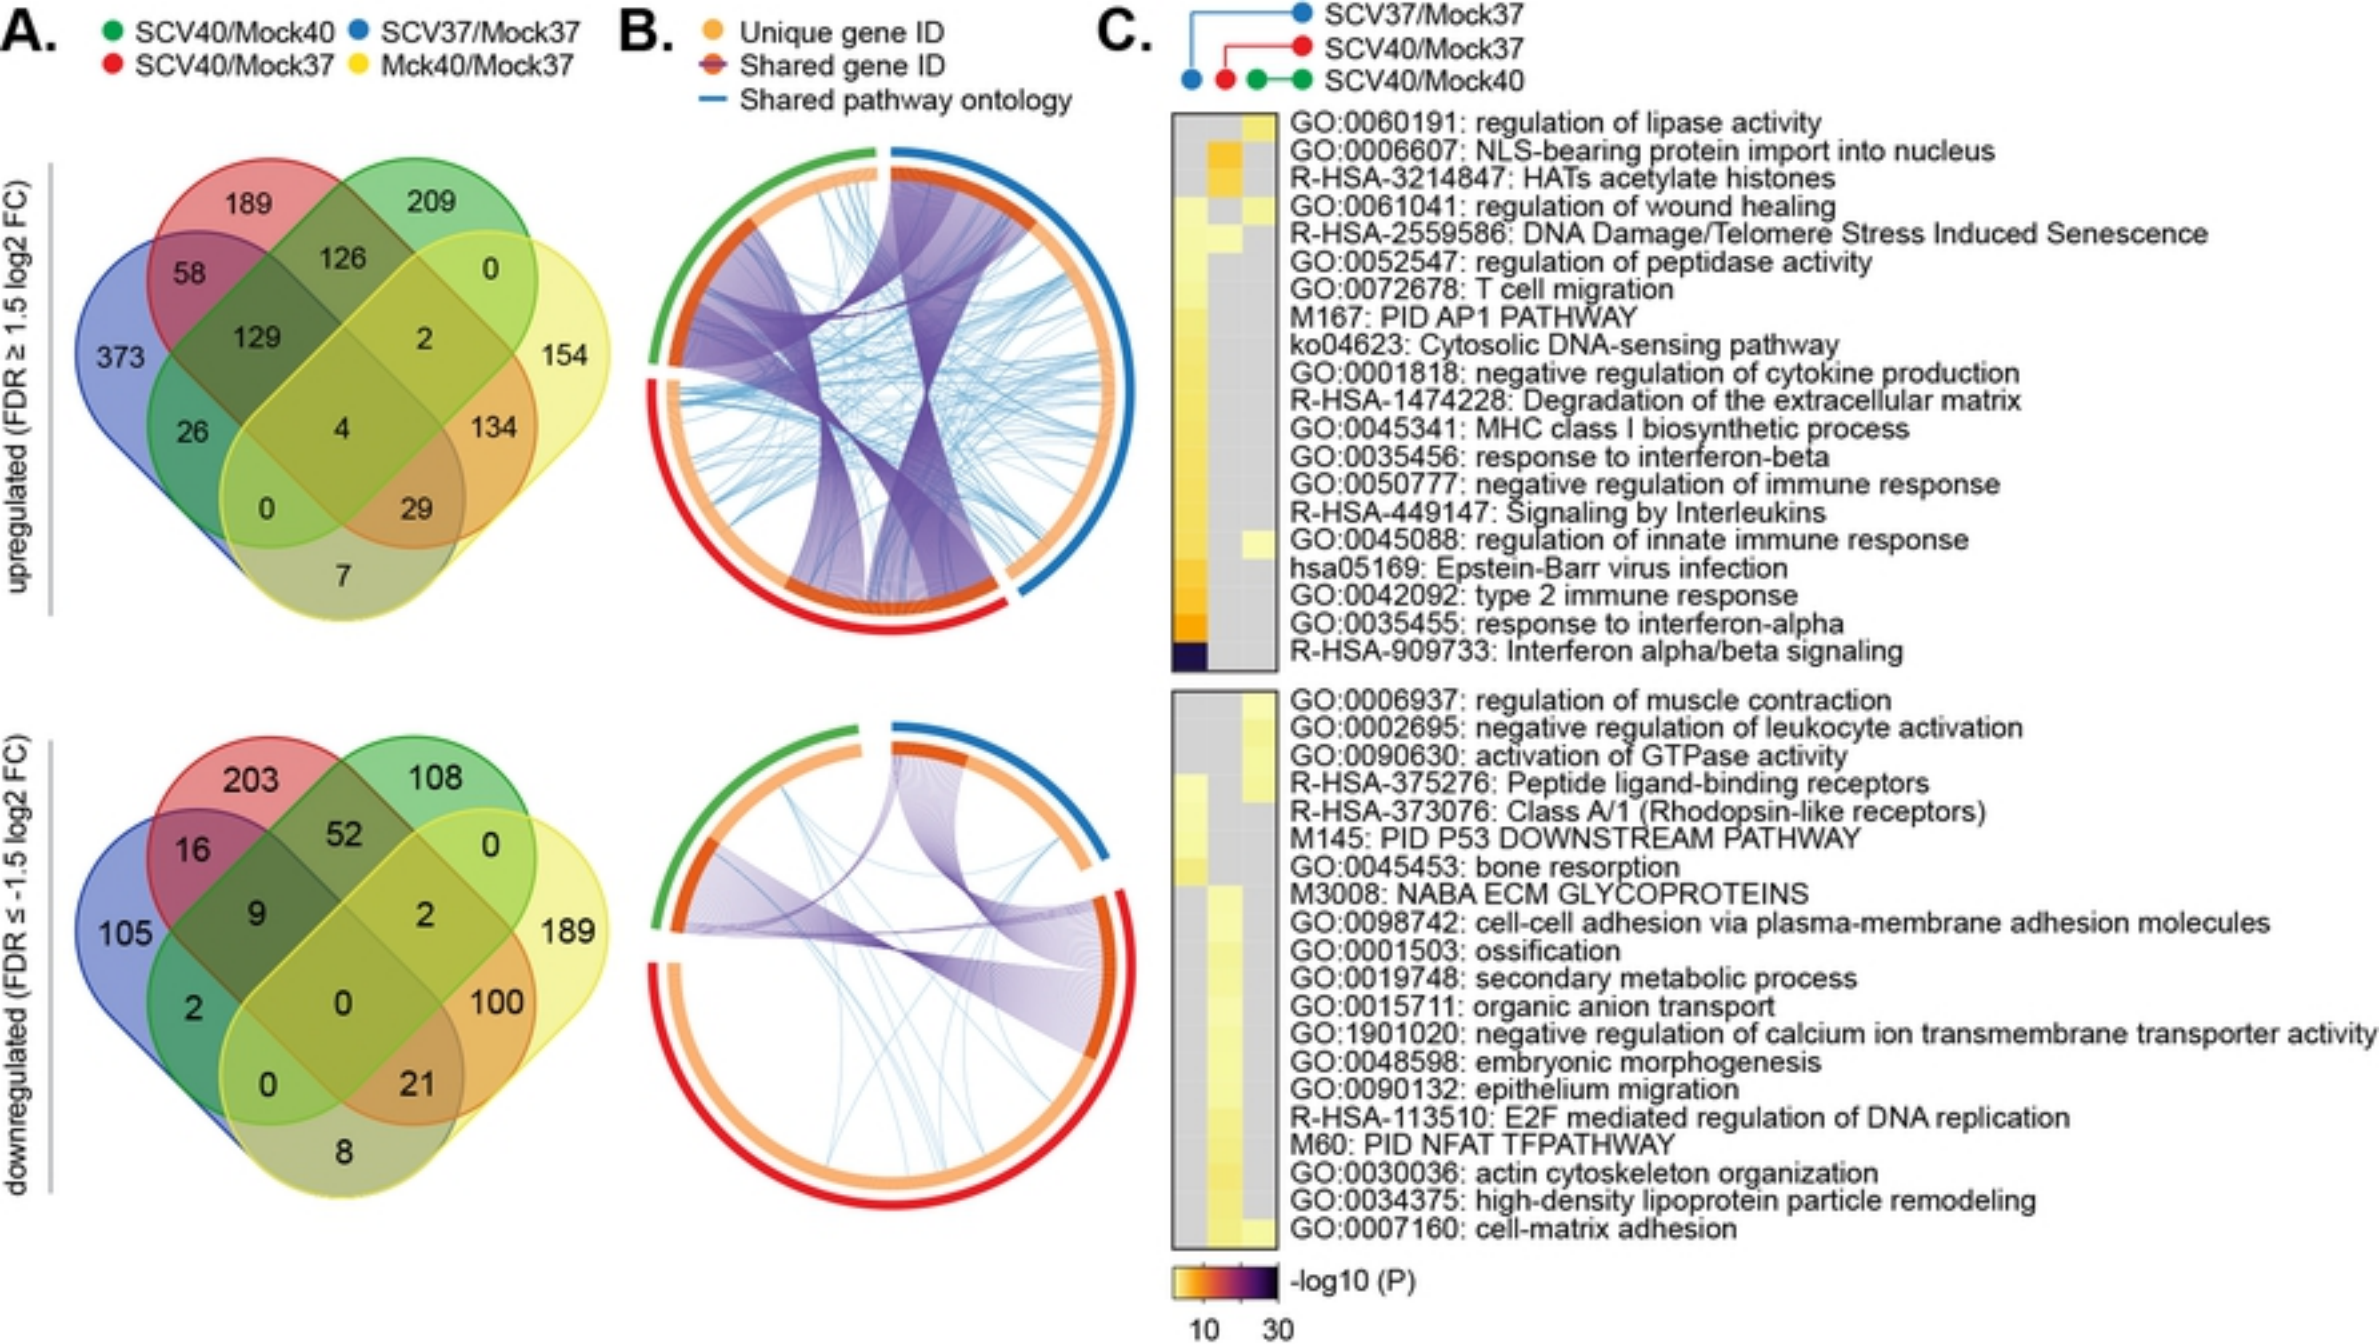 A.
SCV40/Mock40
SCV37/Mock37
SCV40/Mock37
Mck40/Mock37
upregulated (FDR ≥ 1.5 log2 FC)
189
209
58
126
0
373
129
2
154
26
4
134
0
29
7
downregulated (FDR ≤ -1.5 log2 FC)
203
108
16
52
0
105
9
2
189
2
0
100
0
21
8
B.
Unique gene ID
Shared gene ID
Shared pathway ontology
C.
SCV37/Mock37
SCV40/Mock37
SCV40/Mock40
GO:0060191: regulation of lipase activity
GO:0006607: NLS-bearing protein import into nucleus
R-HSA-3214847: HATs acetylate histones
GO:0061041: regulation of wound healing
R-HSA-2559586: DNA Damage/Telomere Stress Induced Senescence
GO:0052547: regulation of peptidase activity
GO:0072678: T cell migration
M167: PID AP1 PATHWAY
ko04623: Cytosolic DNA-sensing pathway
GO:0001818: negative regulation of cytokine production
R-HSA-1474228: Degradation of the extracellular matrix
GO:0045341: MHC class I biosynthetic process
GO:0035456: response to interferon-beta
GO:0050777: negative regulation of immune response
R-HSA-449147: Signaling by Interleukins
GO:0045088: regulation of innate immune response
hsa05169: Epstein-Barr virus infection
GO:0042092: type 2 immune response
GO:0035455: response to interferon-alpha
R-HSA-909733: Interferon alpha/beta signaling
GO:0006937: regulation of muscle contraction
GO:0002695: negative regulation of leukocyte activation
GO:0090630: activation of GTPase activity
R-HSA-375276: Peptide ligand-binding receptors
R-HSA-373076: Class A/1 (Rhodopsin-like receptors)
M145: PID P53 DOWNSTREAM PATHWAY
GO:0045453: bone resorption
M3008: NABA ECM GLYCOPROTEINS
GO:0098742: cell-cell adhesion via plasma-membrane adhesion molecules
GO:0001503: ossification
GO:0019748: secondary metabolic process
GO:0015711: organic anion transport
GO:1901020: negative regulation of calcium ion transmembrane transporter activity
GO:0048598: embryonic morphogenesis
GO:0090132: epithelium migration
R-HSA-113510: E2F mediated regulation of DNA replication
M60: PID NFAT TFPATHWAY
GO:0030036: actin cytoskeleton organization
GO:0034375: high-density lipoprotein particle remodeling
GO:0007160: cell-matrix adhesion
-log10 (P)
10
30